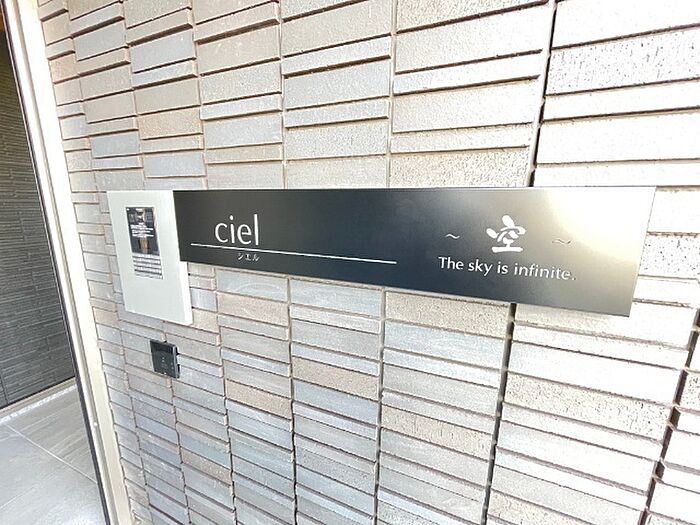 ciel
シエル
~ 空 ~
The sky is infinite.